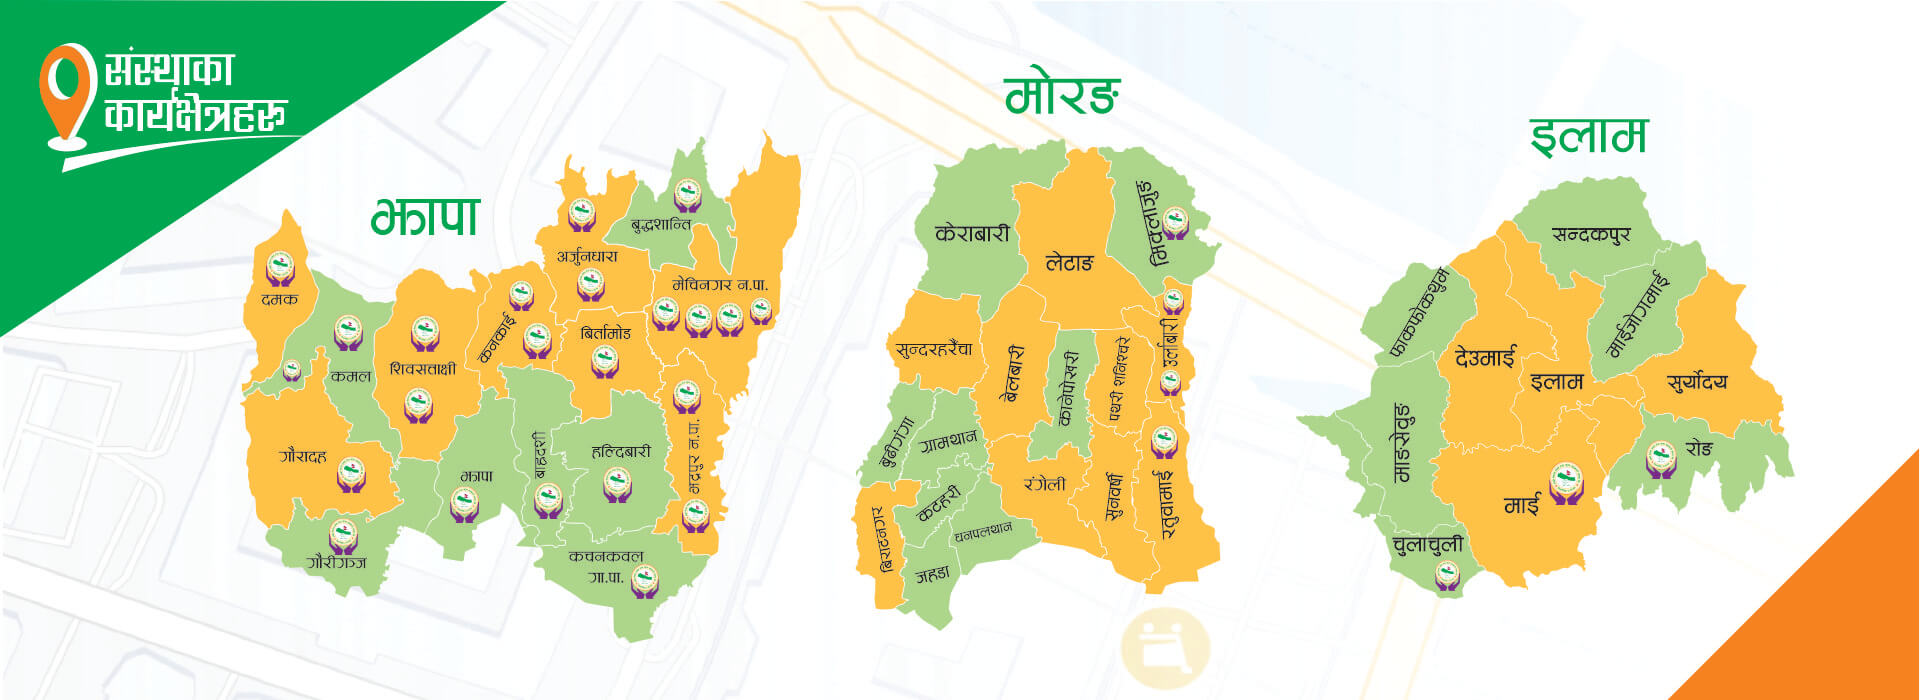 संस्थाका
कार्यक्षेत्रहरू
झापा
मोरङ
इलाम
बुद्धशान्ति
अर्जुनधारा
मेचिनगर न.पा.
दमक
कनकाई
बिर्तामोड
शिवसताक्षी
कमल
गौरादह
झापा
बाह्रदशी
हल्दिबारी
भद्रपुर न.पा.
गौरीगञ्ज
कचनकवल
गा.पा.
केराबारी
मिक्लाजुङ
लेटाङ
सुन्दरहरैंचा
बेलबारी
कानेपोखरी
पथरी शनिश्चरे
उर्लाबारी
बुढीगंगा
ग्रामथान
कटहरी
रंगेली
सुनवर्षी
रतुवामाई
बिराटनगर
धनपालथान
जहडा
सन्दकपुर
फाकफोकथुम
माईजोगमाई
देउमाई
इलाम
सुर्योदय
माङसेवुङ
रोङ
माई
चुलाचुली